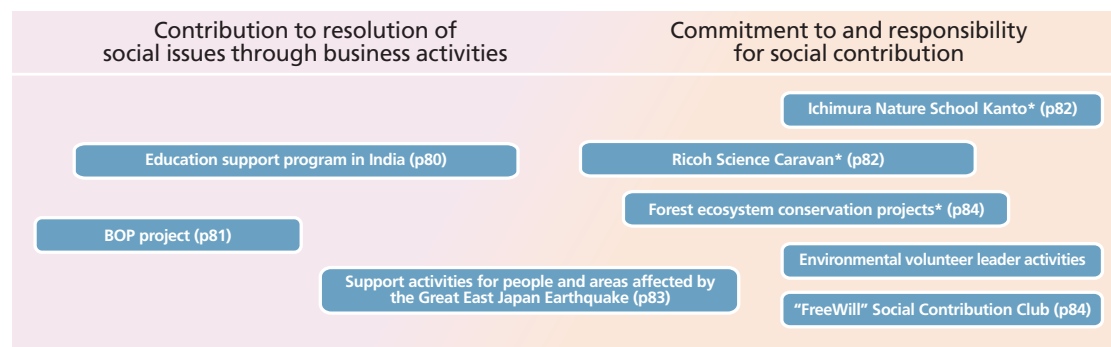 Contribution to resolution of
social issues through business activities
Commitment to and responsibility
for social contribution
Ichimura Nature School Kanto* (p82)
Education support program in India (p80)
Ricoh Science Caravan* (p82)
Forest ecosystem conservation projects* (p84)
BOP project (p81)
Environmental volunteer leader activities
Support activities for people and areas affected by
the Great East Japan Earthquake (p83)
“FreeWill” Social Contribution Club (p84)